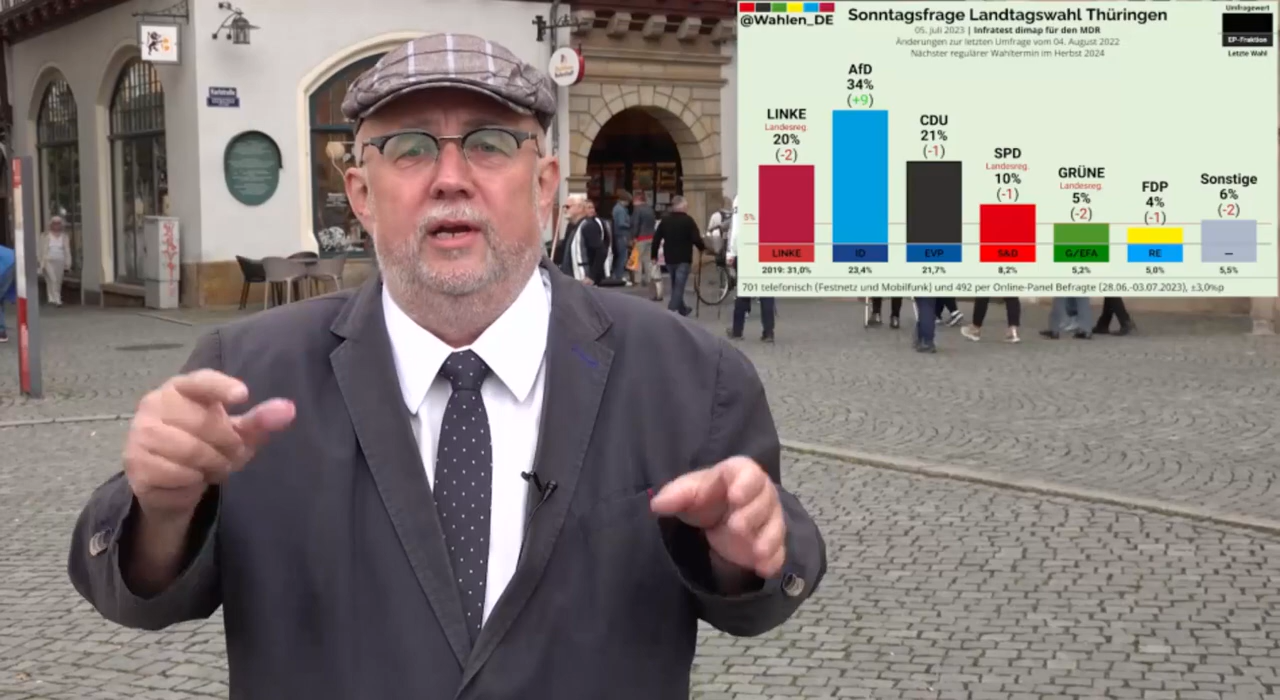 @Wahlen_DE
Sonntagsfrage Landtagswahl Thüringen
05. Juli 2023 | Infratest dimap für den MDR
Änderungen zur letzten Umfrage vom 04. August 2022
Nächster regulärer Wahltermin im Herbst 2024
Umfragewert
EP-Fraktion
Letzte Wahl
LINKE
Landesreg.
20%
(-2)
AfD
34%
(+9)
CDU
21%
(-1)
SPD
Landesreg.
10%
(-1)
GRÜNE
Landesreg.
5%
(-2)
FDP
4%
(-1)
Sonstige
6%
(-2)
5%
LINKE
ID
EVP
S&D
G/EFA
RE
—
2019: 31,0%
23,4%
21,7%
8,2%
5,2%
5,0%
5,5%
701 telefonisch (Festnetz und Mobilfunk) und 492 per Online-Panel Befragte (28.06.-03.07.2023), ±3,0%p
Karlstraße